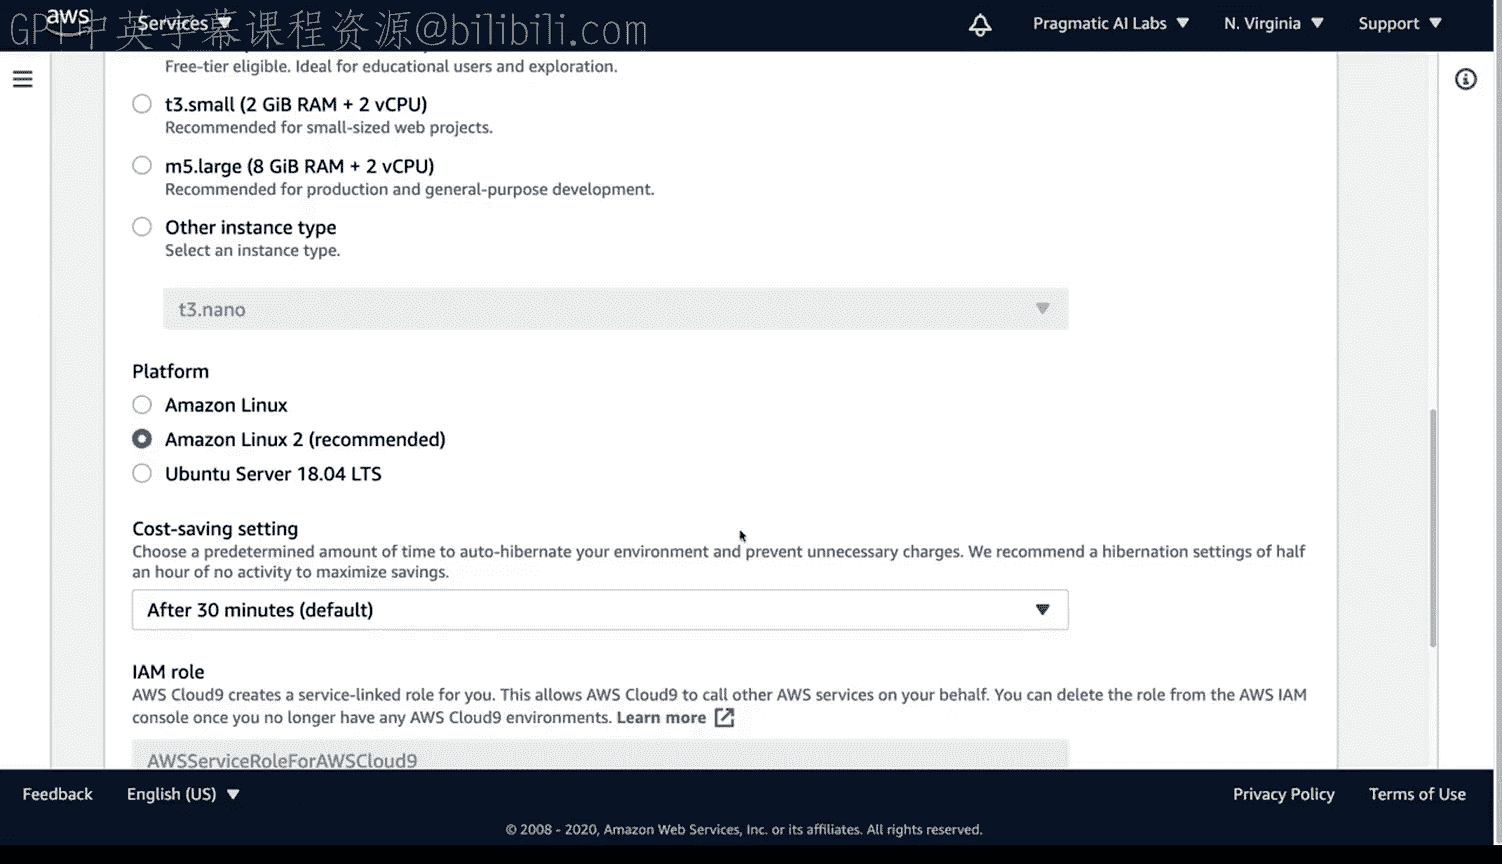 aws
Services
GPT中英字幕课程资源@bilibili.com
Pragmatic AI Labs
N. Virginia
Support
Free-tier eligible. Ideal for educational users and exploration.
t3.small (2 GiB RAM + 2 vCPU)
Recommended for small-sized web projects.
m5.large (8 GiB RAM + 2 vCPU)
Recommended for production and general-purpose development.
Other instance type
Select an instance type.
t3.nano
Platform
Amazon Linux
Amazon Linux 2 (recommended)
Ubuntu Server 18.04 LTS
Cost-saving setting
Choose a predetermined amount of time to auto-hibernate your environment and prevent unnecessary charges. We recommend a hibernation settings of half
an hour of no activity to maximize savings.
After 30 minutes (default)
IAM role
AWS Cloud9 creates a service-linked role for you. This allows AWS Cloud9 to call other AWS services on your behalf. You can delete the role from the AWS IAM
console once you no longer have any AWS Cloud9 environments. Learn more
AWSServiceRoleForAWSCloud9
Feedback
English (US)
Privacy Policy
Terms of Use
© 2008 - 2020, Amazon Web Services, Inc. or its affiliates. All rights reserved.